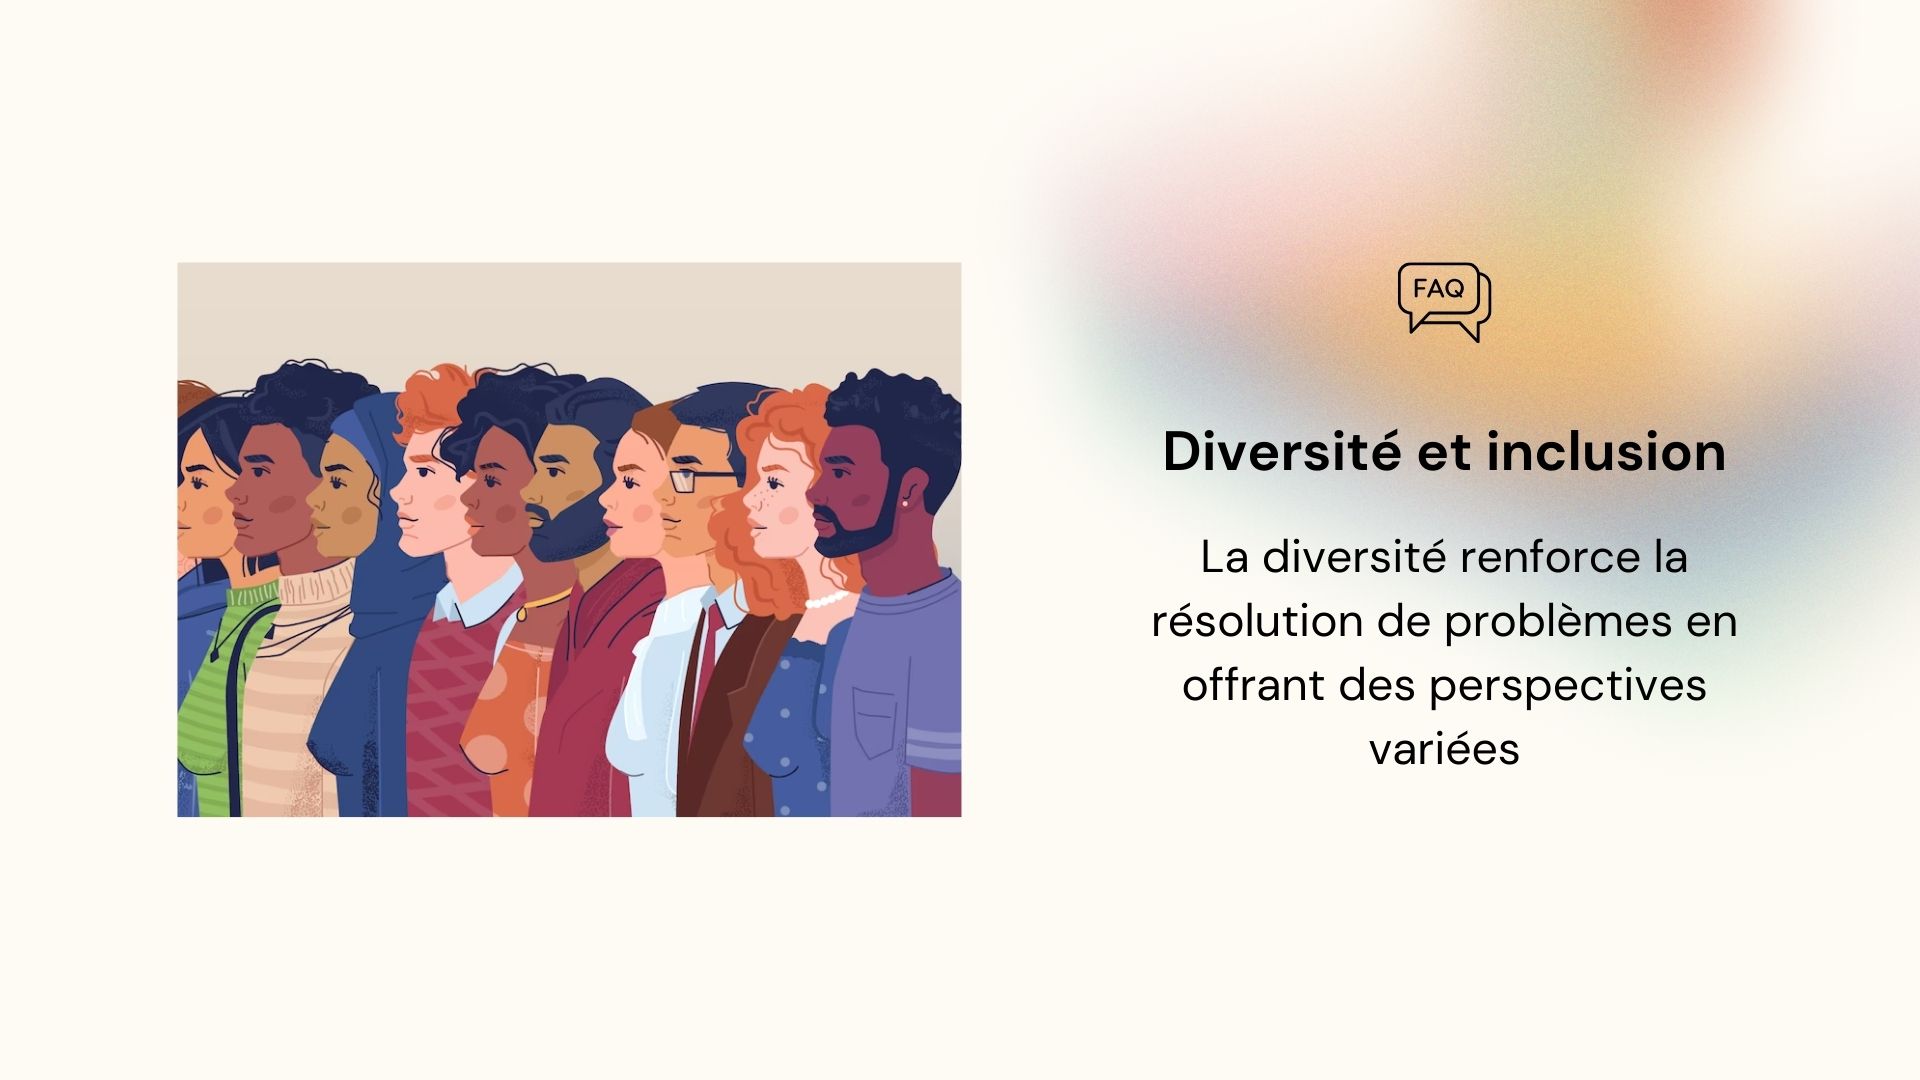 FAQ
Diversité et inclusion
La diversité renforce la
résolution de problèmes en
offrant des perspectives
variées